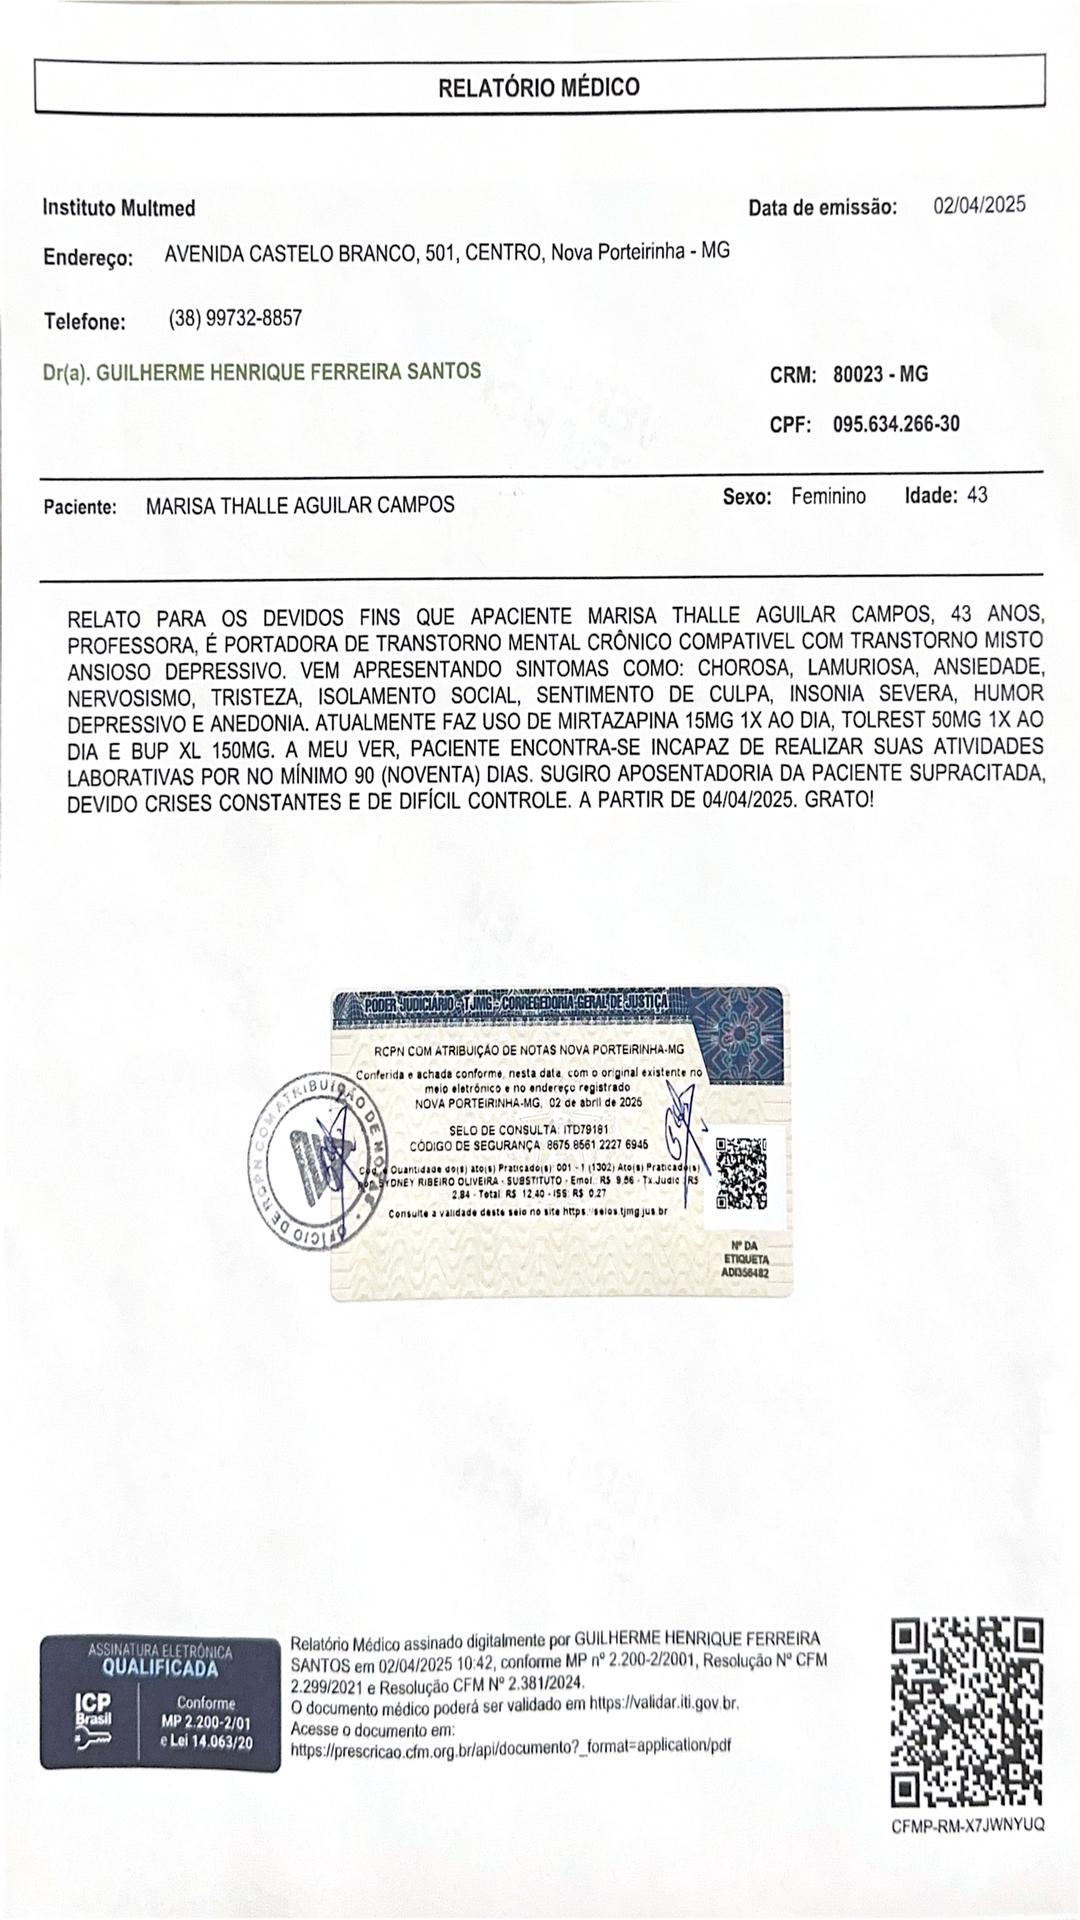 RELATÓRIO MÉDICO
Instituto Multmed
Data de emissão: 02/04/2025
Endereço: AVENIDA CASTELO BRANCO, 501, CENTRO, Nova Porteirinha - MG
Telefone: (38) 99732-8857
Dr(a). GUILHERME HENRIQUE FERREIRA SANTOS
CRM: 80023 - MG
CPF: 095.634.266-30
Paciente: MARISA THALLE AGUILAR CAMPOS
Sexo: Feminino Idade: 43
RELATO PARA OS DEVIDOS FINS QUE APACIENTE MARISA THALLE AGUILAR CAMPOS, 43 ANOS,
PROFESSORA, É PORTADORA DE TRANSTORNO MENTAL CRÔNICO COMPATIVEL COM TRANSTORNO MISTO
ANSIOSO DEPRESSIVO. VEM APRESENTANDO SINTOMAS COMO: CHOROSA, LAMURIOSA, ANSIEDADE,
NERVOSISMO, TRISTEZA, ISOLAMENTO SOCIAL, SENTIMENTO DE CULPA, INSONIA SEVERA, HUMOR
DEPRESSIVO E ANEDONIA. ATUALMENTE FAZ USO DE MIRTAZAPINA 15MG 1X AO DIA, TOLREST 50MG 1X AO
DIA E BUP XL 150MG. A MEU VER, PACIENTE ENCONTRA-SE INCAPAZ DE REALIZAR SUAS ATIVIDADES
LABORATIVAS POR NO MÍNIMO 90 (NOVENTA) DIAS. SUGIRO APOSENTADORIA DA PACIENTE SUPRACITADA,
DEVIDO CRISES CONSTANTES E DE DIFÍCIL CONTROLE. A PARTIR DE 04/04/2025. GRATO!
PODER JUDICIÁRIO - TJMG - CORREGEDORIA GERAL DE JUSTIÇA
RCPN COM ATRIBUIÇÃO DE NOTAS NOVA PORTEIRINHA-MG
Conferida e achada conforme, nesta data, com o original existente no
meio eletrônico e no endereço registrado
NOVA PORTEIRINHA-MG, 02 de abril de 2025
SELO DE CONSULTA: ITD79181
CÓDIGO DE SEGURANÇA: 8675 8561 2227 6945
Quantidade do(s) ato(s) Praticado(s): 001 - 1 (1302) Ato(s) Praticado(s)
por SYDNEY RIBEIRO OLIVEIRA - SUBSTITUTO - Emol.: R$ 9,56 - Tx.Judic.: R$
2,84 - Total: R$ 12,40 - ISS: R$ 0,27
Consulte a validade deste selo no site https://selos.tjmg.jus.br
Nº DA
ETIQUETA
ADI356482
OFÍCIO DE RCPN COM ATRIBUIÇÃO DE NOTAS
ASSINATURA ELETRÔNICA
QUALIFICADA
ICP
Brasil
Conforme
MP 2.200-2/01
e Lei 14.063/20
Relatório Médico assinado digitalmente por GUILHERME HENRIQUE FERREIRA
SANTOS em 02/04/2025 10:42, conforme MP nº 2.200-2/2001, Resolução Nº CFM
2.299/2021 e Resolução CFM Nº 2.381/2024.
O documento médico poderá ser validado em https://validar.iti.gov.br.
Acesse o documento em:
https://prescricao.cfm.org.br/api/documento?_format=application/pdf
CFMP-RM-X7JWNYUQ